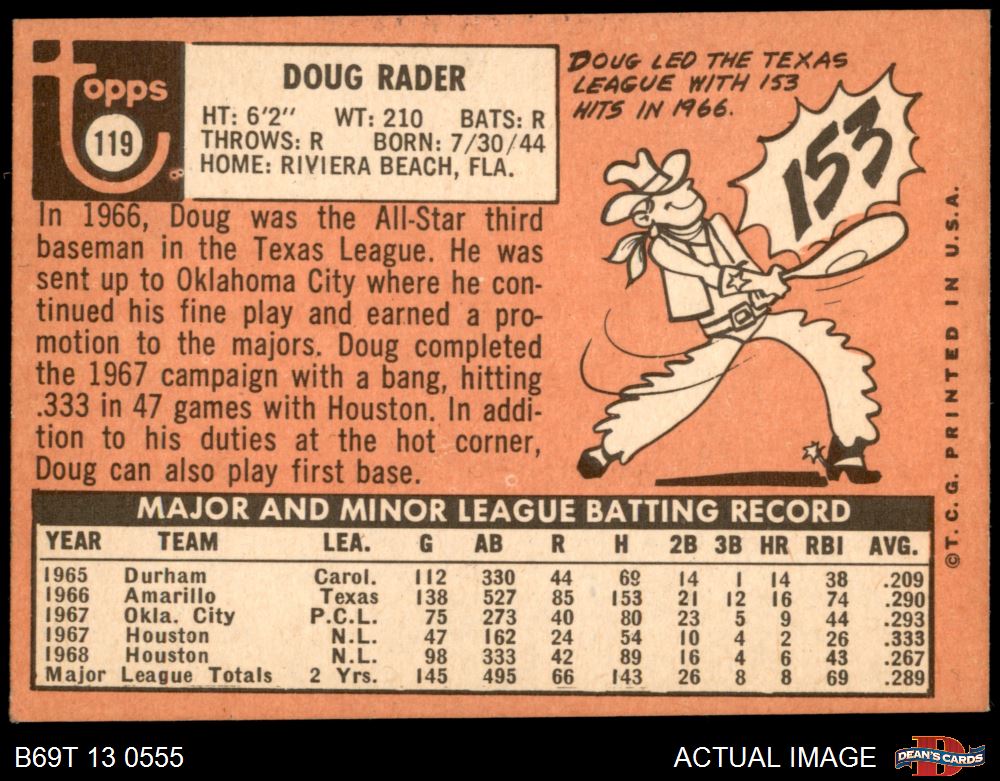 Topps
119
DOUG RADER
HT: 6'2" WT: 210 BATS: R
THROWS: R BORN: 7/30/44
HOME: RIVIERA BEACH, FLA.
DOUG LED THE TEXAS
LEAGUE WITH 153
HITS IN 1966.
153
In 1966, Doug was the All-Star third
baseman in the Texas League. He was
sent up to Oklahoma City where he con-
tinued his fine play and earned a pro-
motion to the majors. Doug completed
the 1967 campaign with a bang, hitting
.333 in 47 games with Houston. In addi-
tion to his duties at the hot corner,
Doug can also play first base.
©T.C.G. PRINTED IN U.S.A.
MAJOR AND MINOR LEAGUE BATTING RECORD
YEAR TEAM LEA. G AB R H 2B 3B HR RBI AVG.
1965 Durham Carol. 112 330 44 69 14 1 14 38 .209
1966 Amarillo Texas 138 527 85 153 21 12 16 74 .290
1967 Okla. City P.C.L. 75 273 40 80 23 5 9 44 .293
1967 Houston N.L. 47 162 24 54 10 4 2 26 .333
1968 Houston N.L. 98 333 42 89 16 4 6 43 .267
Major League Totals 2 Yrs. 145 495 66 143 26 8 8 69 .289
B69T 13 0555
ACTUAL IMAGE
D
DEAN'S CARDS